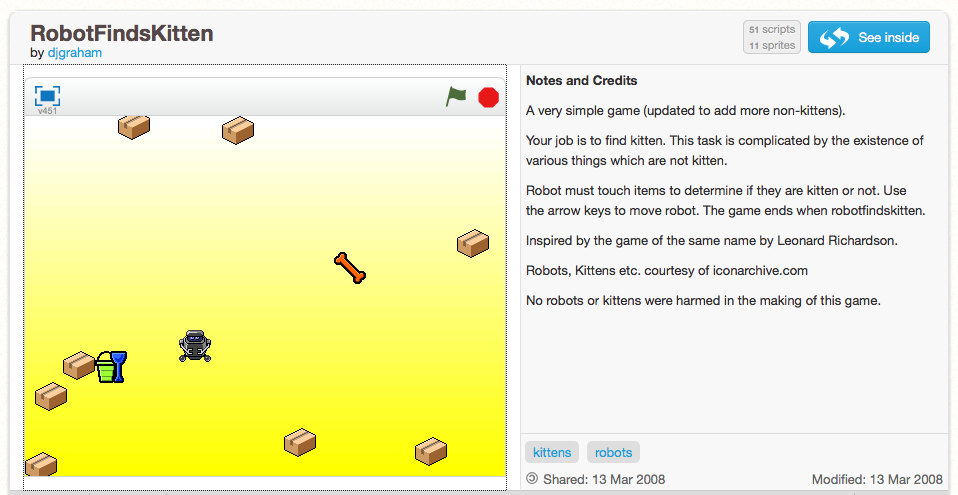 RobotFindsKitten
by djgraham
51 scripts
11 sprites
See inside
v451
Notes and Credits
A very simple game (updated to add more non-kittens).
Your job is to find kitten. This task is complicated by the existence of
various things which are not kitten.
Robot must touch items to determine if they are kitten or not. Use
the arrow keys to move robot. The game ends when robotfindskitten.
Inspired by the game of the same name by Leonard Richardson.
Robots, Kittens etc. courtesy of iconarchive.com
No robots or kittens were harmed in the making of this game.
kittens robots
Shared: 13 Mar 2008 Modified: 13 Mar 2008